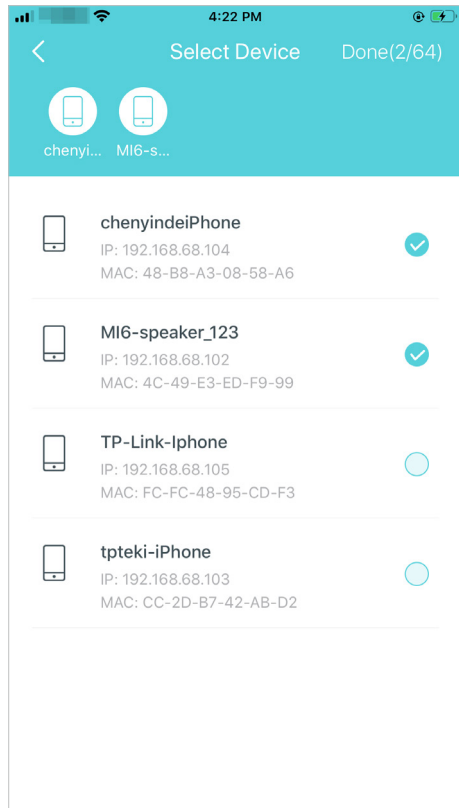 4:22 PM
Select Device
Done(2/64)
chenyi... MI6-s...
chenyindeiPhone
IP: 192.168.68.104
MAC: 48-B8-A3-08-58-A6
MI6-speaker_123
IP: 192.168.68.102
MAC: 4C-49-E3-ED-F9-99
TP-Link-Iphone
IP: 192.168.68.105
MAC: FC-FC-48-95-CD-F3
tpteki-iPhone
IP: 192.168.68.103
MAC: CC-2D-B7-42-AB-D2